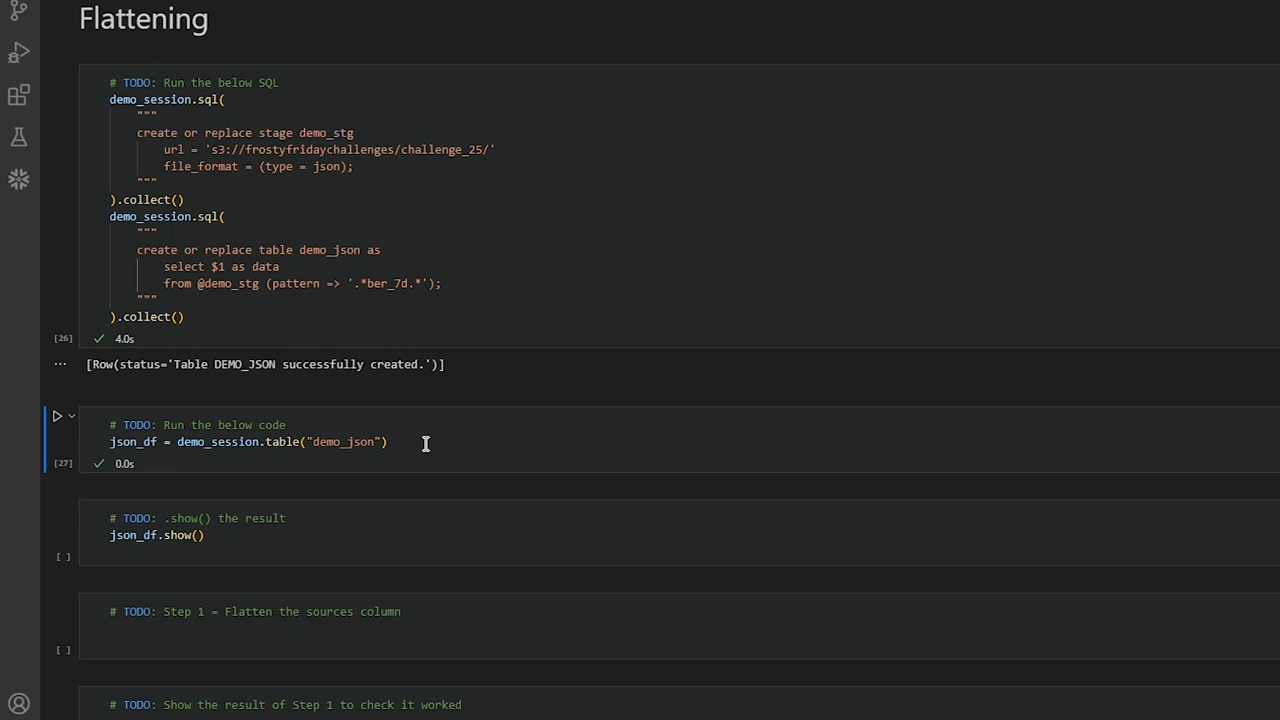 Flattening
# TODO: Run the below SQL
demo_session.sql(
"""
create or replace stage demo_stg
url = 's3://frostyfridaychallenges/challenge_25/'
file_format = (type = json);
"""
).collect()
demo_session.sql(
"""
create or replace table demo_json as
select $1 as data
from @demo_stg (pattern => '.*ber_7d.*');
"""
).collect()
[26] 4.0s
... [Row(status='Table DEMO_JSON successfully created.')]
# TODO: Run the below code
json_df = demo_session.table("demo_json")
[27] 0.0s
# TODO: .show() the result
json_df.show()
[ ]
# TODO: Step 1 = Flatten the sources column
[ ]
# TODO: Show the result of Step 1 to check it worked